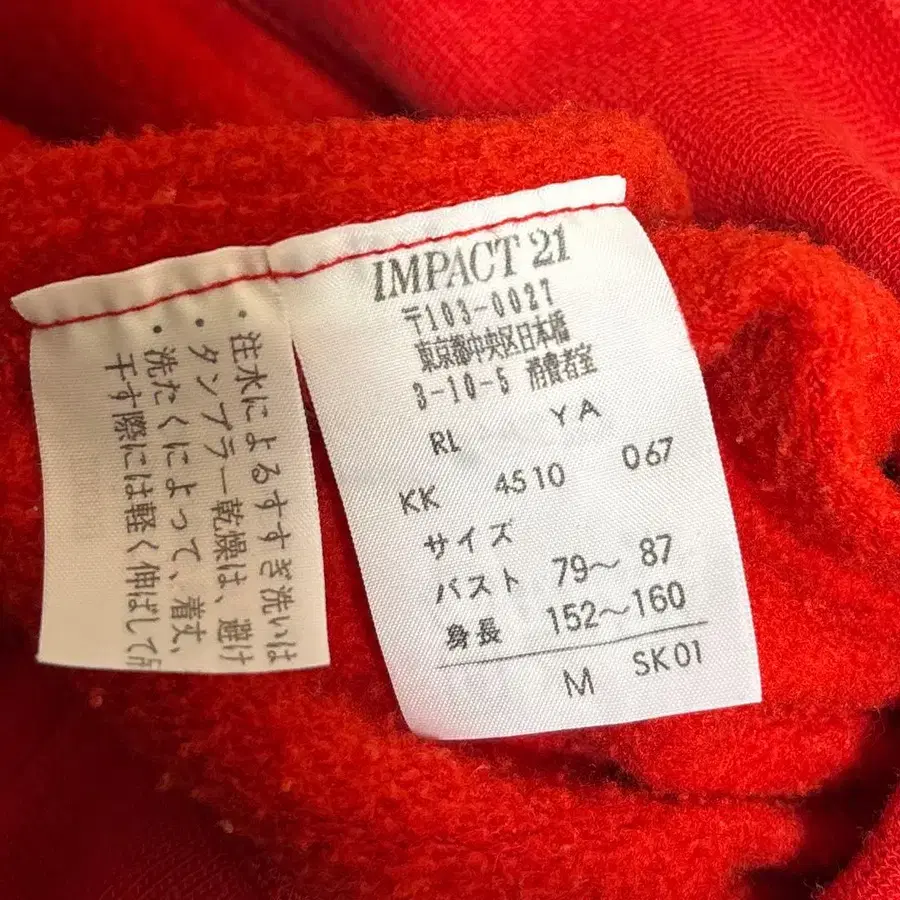 IMPACT 21
〒103-0027
東京都中央区日本橋
3-10-5 消費者室
RL YA
KK 4510 067
サイズ
バスト 79～ 87
身長 152～160
M SK01
・注水によるすすぎ洗いは
・タンブラー乾燥は、避け
・洗たくによって、着丈、
干す際には軽く伸ばして